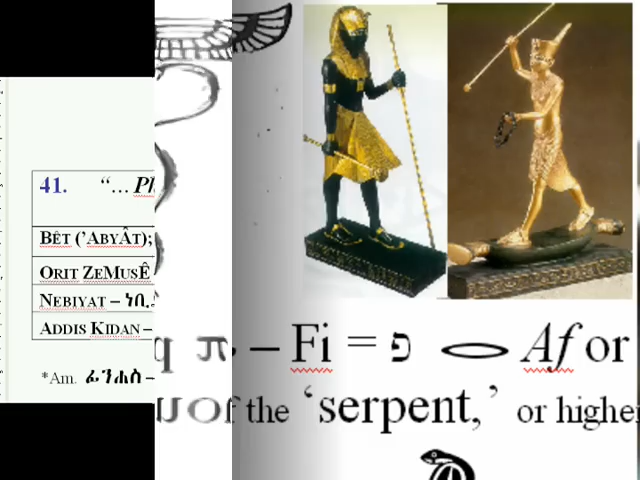 41. “...
BÊT (’ABYÂT);
ORIT ZEMUSÊ
NEBIYAT – ነቢ
ADDIS KIDAN –
*Am. ፊንሐስ –
– Fi = פ Af or
of the ‘serpent,’ or higher